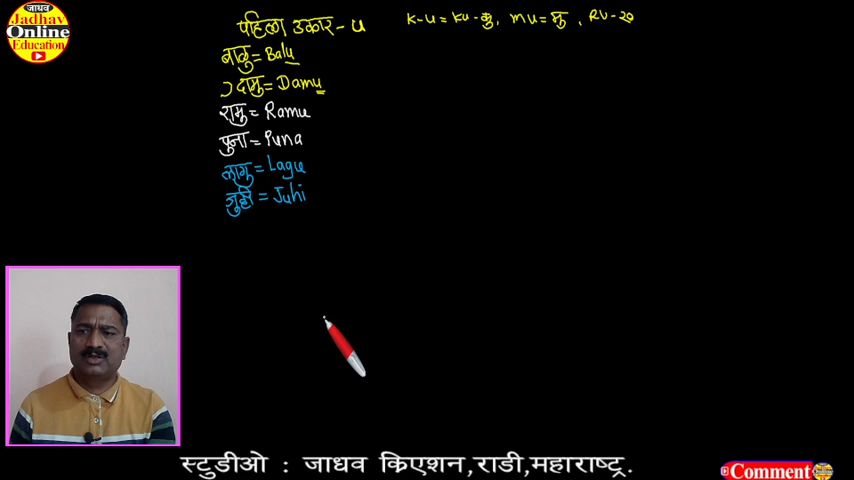 जाधव
Jadhav
Online
Education
पहिला उकार - u
K-U = KU - कु, mu = मु, RU - रु
बाळु = Balu
दामु = Damu
रामु = Ramu
पुना = Puna
लागु = Lagu
जुही = Juhi
स्टुडीओ : जाधव क्रिएशन,राडी,महाराष्ट्र.
Comment